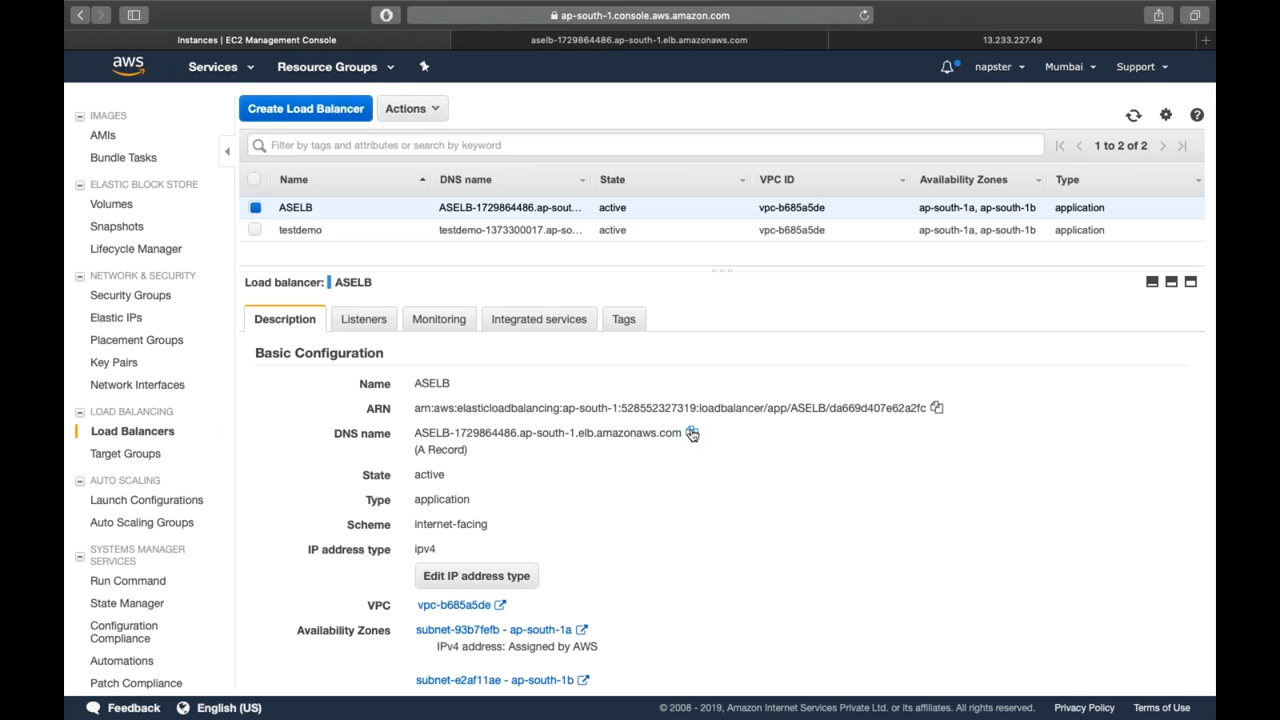 ap-south-1.console.aws.amazon.com
Instances | EC2 Management Console
aselb-1729864486.ap-south-1.elb.amazonaws.com
13.233.227.49
aws
Services
Resource Groups
napster
Mumbai
Support
IMAGES
AMIs
Bundle Tasks
ELASTIC BLOCK STORE
Volumes
Snapshots
Lifecycle Manager
NETWORK & SECURITY
Security Groups
Elastic IPs
Placement Groups
Key Pairs
Network Interfaces
LOAD BALANCING
Load Balancers
Target Groups
AUTO SCALING
Launch Configurations
Auto Scaling Groups
SYSTEMS MANAGER
SERVICES
Run Command
State Manager
Configuration
Compliance
Automations
Patch Compliance
Create Load Balancer
Actions
Filter by tags and attributes or search by keyword
1 to 2 of 2
Name DNS name State VPC ID Availability Zones Type
ASELB ASELB-1729864486.ap-sout... active vpc-b685a5de ap-south-1a, ap-south-1b application
testdemo testdemo-1373300017.ap-so... active vpc-b685a5de ap-south-1a, ap-south-1b application
Load balancer: ASELB
Description Listeners Monitoring Integrated services Tags
Basic Configuration
Name ASELB
ARN arn:aws:elasticloadbalancing:ap-south-1:528552327319:loadbalancer/app/ASELB/da669d407e62a2fc
DNS name ASELB-1729864486.ap-south-1.elb.amazonaws.com
(A Record)
State active
Type application
Scheme internet-facing
IP address type ipv4
Edit IP address type
VPC vpc-b685a5de
Availability Zones subnet-93b7fefb - ap-south-1a
IPv4 address: Assigned by AWS
subnet-e2af11ae - ap-south-1b
Feedback
English (US)
© 2008 - 2019, Amazon Internet Services Private Ltd. or its affiliates. All rights reserved.
Privacy Policy
Terms of Use